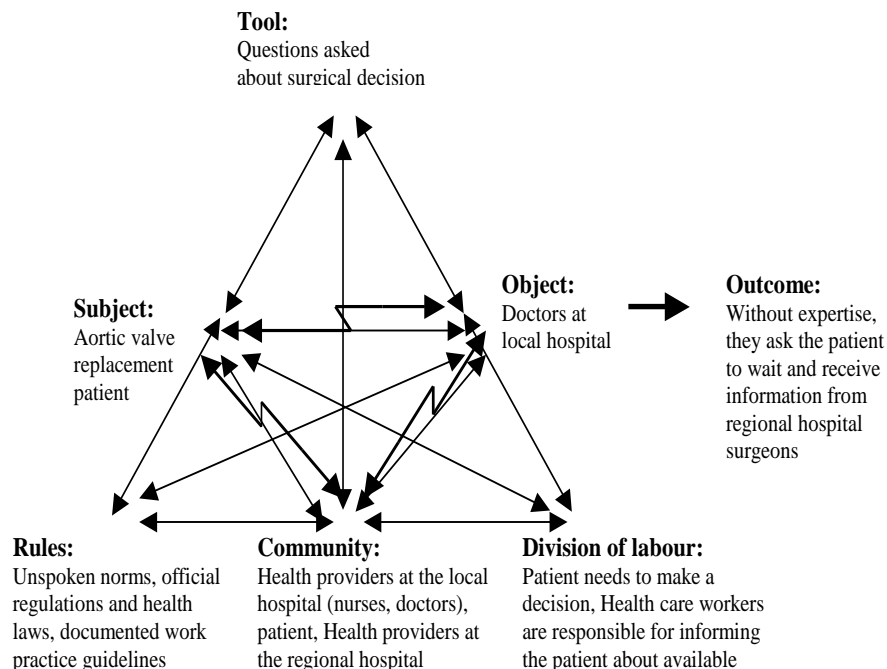 Tool:
Questions asked
about surgical decision
Subject:
Aortic valve
replacement
patient
Object:
Doctors at
local hospital
Outcome:
Without expertise,
they ask the patient
to wait and receive
information from
regional hospital
surgeons
Rules:
Unspoken norms, official
regulations and health
laws, documented work
practice guidelines
Community:
Health providers at the local
hospital (nurses, doctors),
patient, Health providers at
the regional hospital
Division of labour:
Patient needs to make a
decision, Health care workers
are responsible for informing
the patient about available